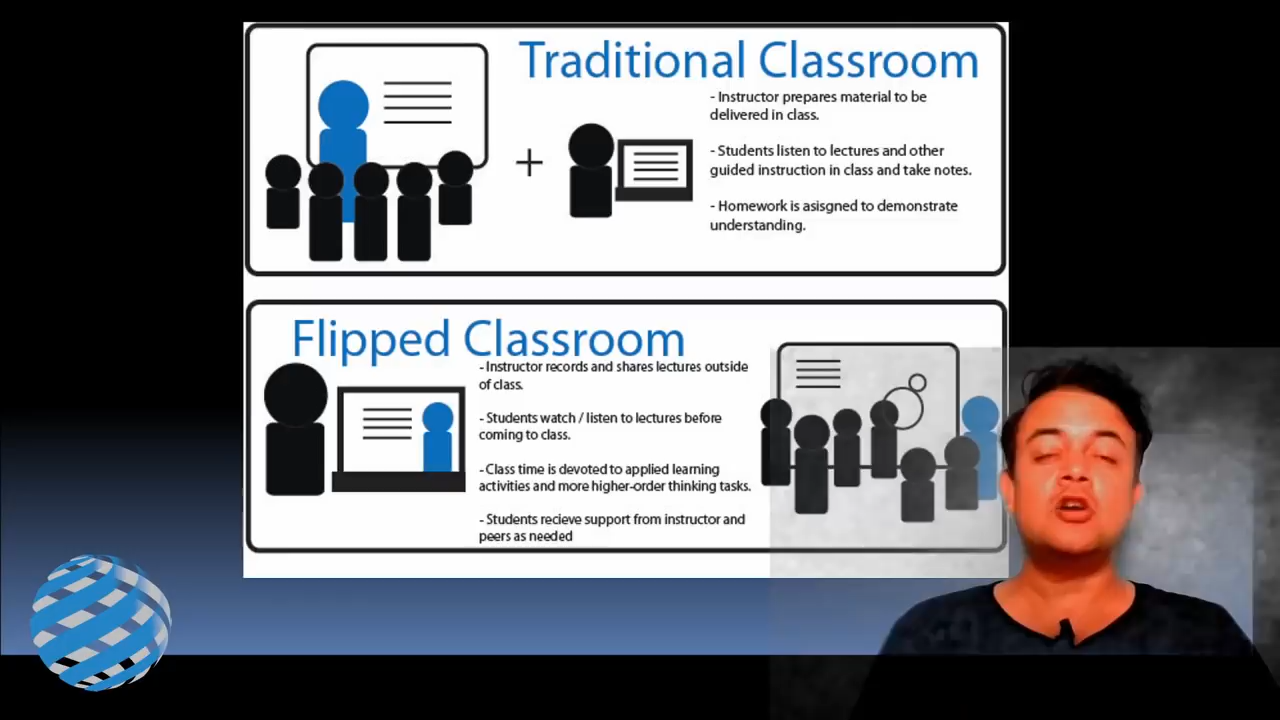 Traditional Classroom
- Instructor prepares material to be
delivered in class.
- Students listen to lectures and other
guided instruction in class and take notes.
- Homework is asisgned to demonstrate
understanding.
Flipped Classroom
- Instructor records and shares lectures outside
of class.
- Students watch / listen to lectures before
coming to class.
- Class time is devoted to applied learning
activities and more higher-order thinking tasks.
- Students recieve support from instructor and
peers as needed